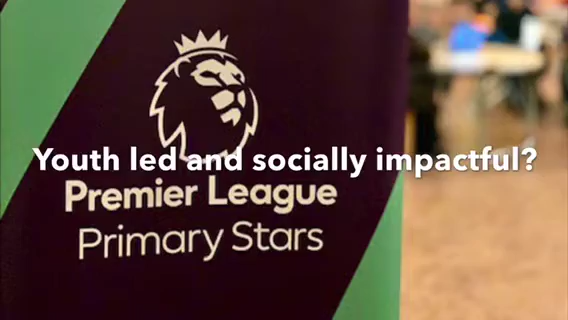 Youth led and socially impactful?
Premier League
Primary Stars